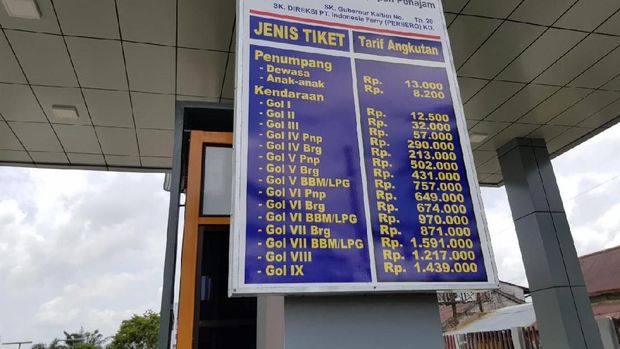 Penajam
SK. Gubernur Kaltim No. Th. 20
SK. DIREKSI PT. Indonesia Ferry (PERSERO) KD.
JENIS TIKET Tarif Angkutan
Penumpang :
- Dewasa Rp. 13.000
- Anak-anak Rp. 8.200
Kendaraan :
- Gol I Rp. 12.500
- Gol II Rp. 32.000
- Gol III Rp. 57.000
- Gol IV Pnp Rp. 290.000
- Gol IV Brg Rp. 213.000
- Gol V Pnp Rp. 502.000
- Gol V Brg Rp. 431.000
- Gol V BBM/LPG Rp. 757.000
- Gol VI Pnp Rp. 649.000
- Gol VI Brg Rp. 674.000
- Gol VI BBM/LPG Rp. 970.000
- Gol VII Brg Rp. 871.000
- Gol VII BBM/LPG Rp. 1.591.000
- Gol VIII Rp. 1.217.000
- Gol IX Rp. 1.439.000